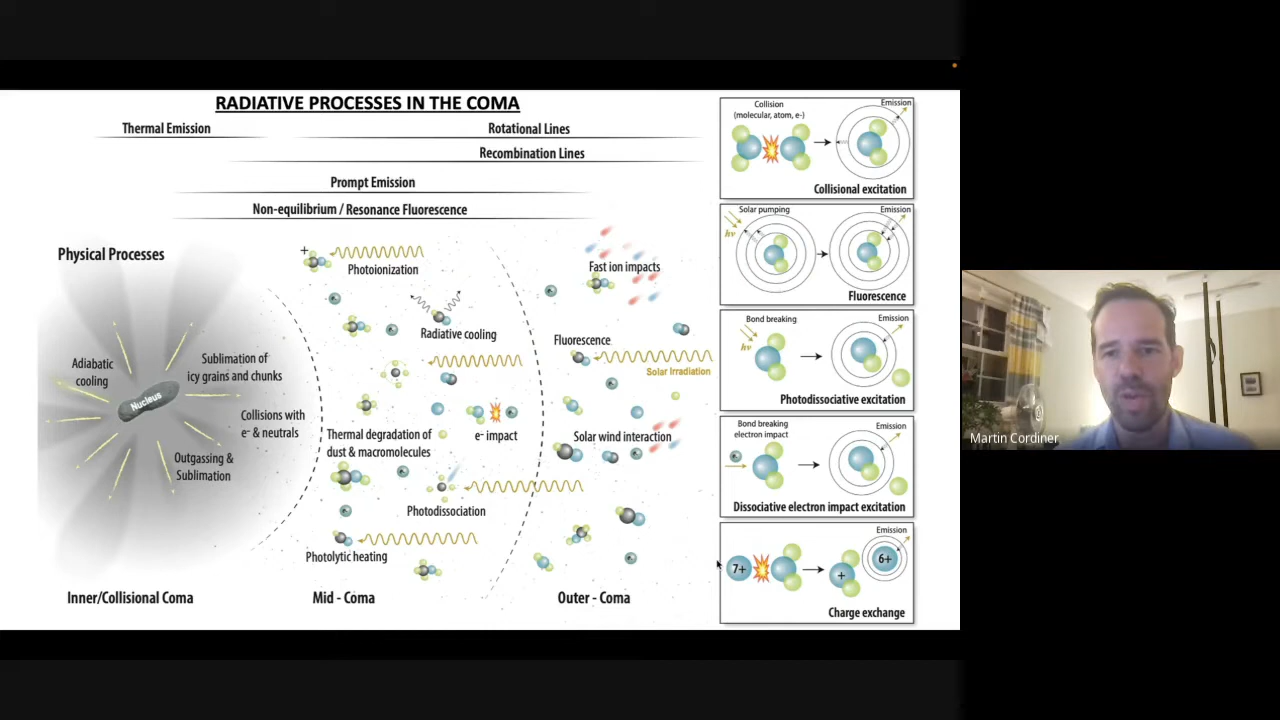 RADIATIVE PROCESSES IN THE COMA
Thermal Emission
Rotational Lines
Recombination Lines
Prompt Emission
Non-equilibrium / Resonance Fluorescence
Physical Processes
Adiabatic
cooling
Sublimation of
icy grains and chunks
Nucleus
Collisions with
e⁻ & neutrals
Outgassing &
Sublimation
Inner/Collisional Coma
+
Photoionization
Radiative cooling
Thermal degradation of
dust & macromolecules
e⁻ impact
Photodissociation
Photolytic heating
Mid - Coma
Fast ion impacts
Fluorescence
Solar Irradiation
Solar wind interaction
Outer - Coma
Collision
(molecular, atom, e-)
Emission
Collisional excitation
Solar pumping
hν
Emission
Fluorescence
Bond breaking
hν
Emission
Photodissociative excitation
Bond breaking
electron impact
Emission
Dissociative electron impact excitation
Emission
7+
+
6+
Charge exchange
Martin Cordiner